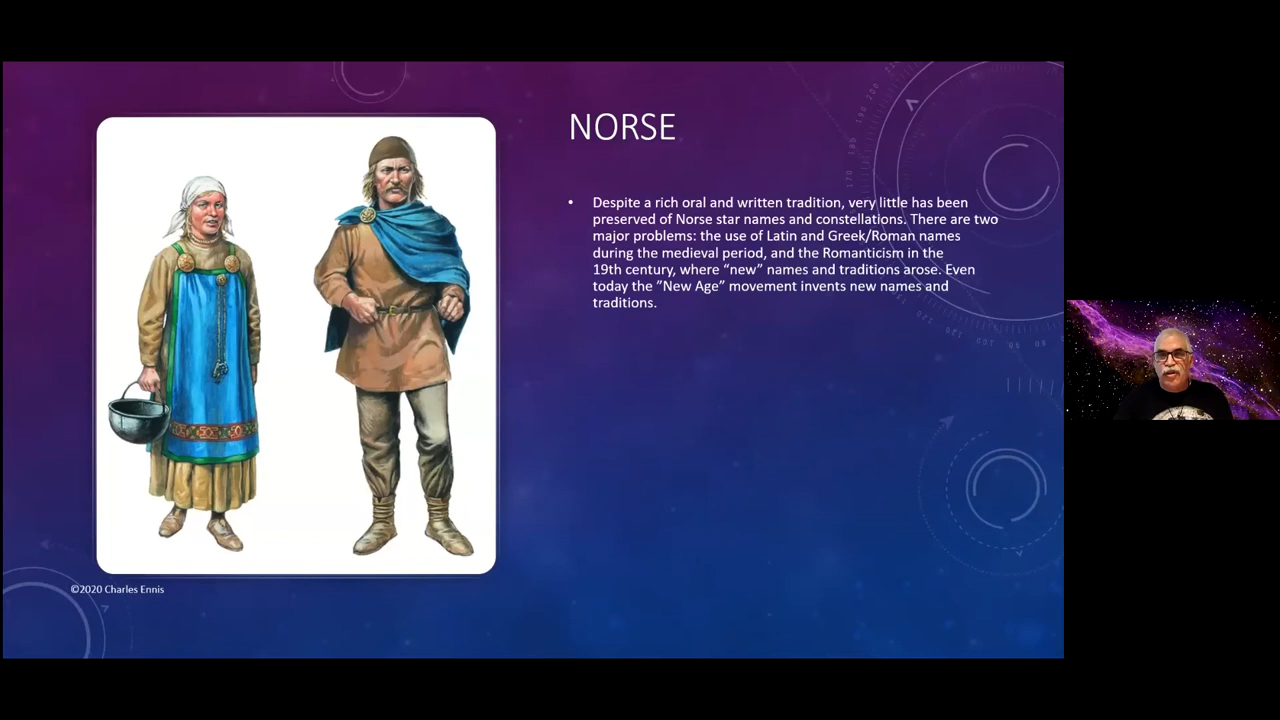 NORSE
• Despite a rich oral and written tradition, very little has been
preserved of Norse star names and constellations. There are two
major problems: the use of Latin and Greek/Roman names
during the medieval period, and the Romanticism in the
19th century, where “new” names and traditions arose. Even
today the ”New Age” movement invents new names and
traditions.
©2020 Charles Ennis